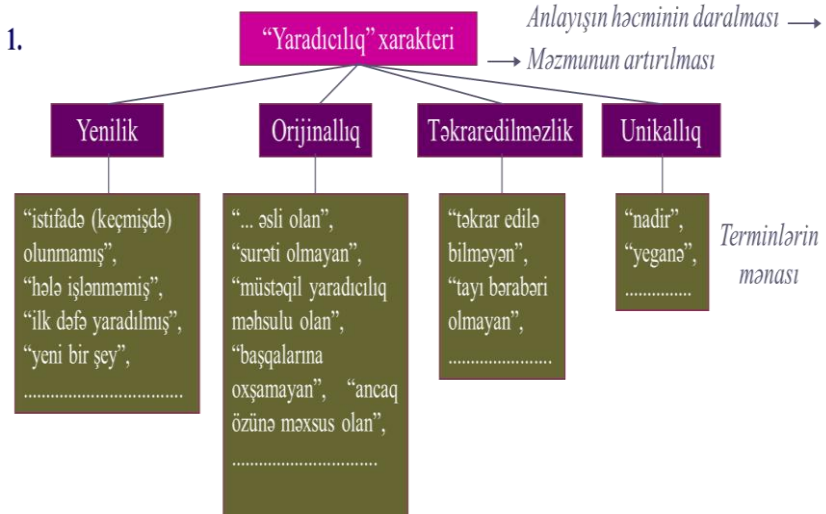 1.
“Yaradıcılıq” xarakteri
Anlayışın həcminin daralması
Məzmunun artırılması
Yenilik
Orijinallıq
Təkraredilməzlik
Unikallıq
“istifadə (keçmişdə)
olunmamış”,
“hələ işlənməmiş”,
“ilk dəfə yaradılmış”,
“yeni bir şey”,
....................................
“... əsli olan”,
“surəti olmayan”,
“müstəqil yaradıcılıq
məhsulu olan”,
“başqalarına
oxşamayan”, “ancaq
özünə məxsus olan”,
.................................
“təkrar edilə
bilməyən”,
“tayı bərabəri
olmayan”,
........................
“nadir”,
“yeganə”,
...............
Terminlərin
mənası